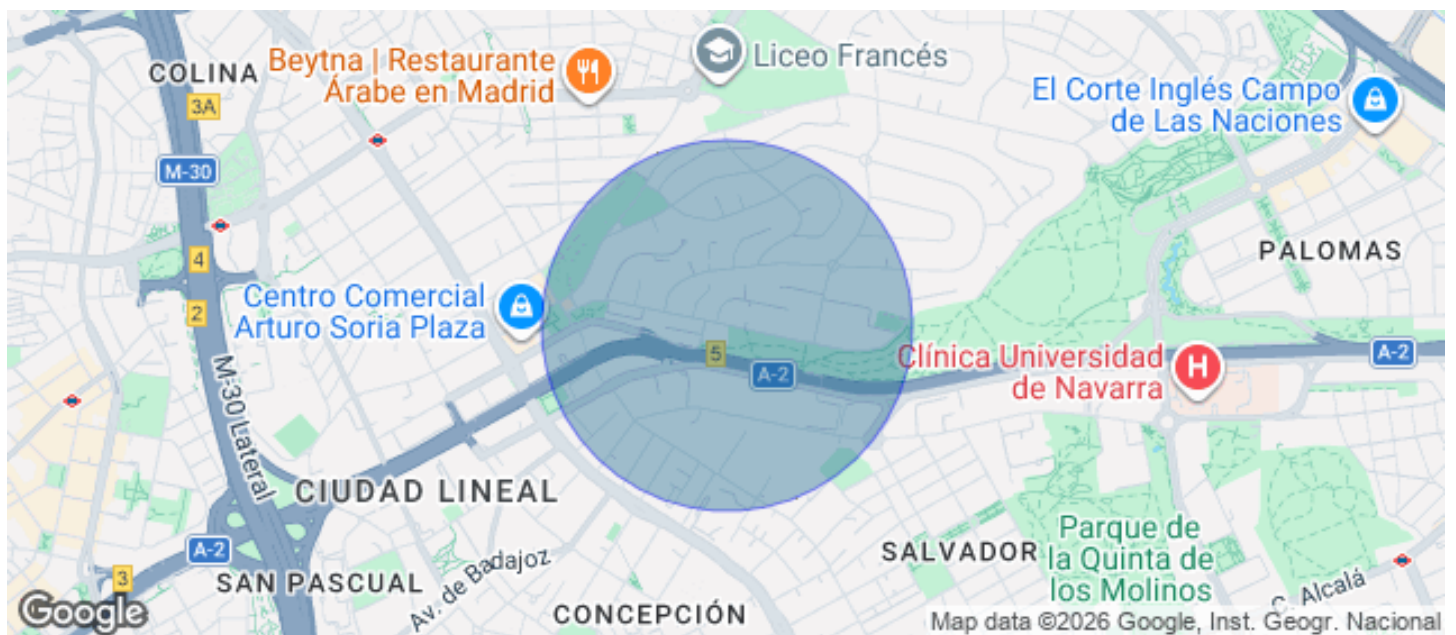 COLINA
3A
Beytna | Restaurante
Árabe en Madrid
Liceo Francés
El Corte Inglés Campo
de Las Naciones
M-30
4
2
Centro Comercial
Arturo Soria Plaza
PALOMAS
5
A-2
A-2
Clínica Universidad
de Navarra
H
M-30 Lateral
CIUDAD LINEAL
A-2
3
SAN PASCUAL
Av. de Badajoz
CONCEPCIÓN
SALVADOR
Parque de
la Quinta de
los Molinos
C. Alcalá
Google
Map data ©2026 Google, Inst. Geogr. Nacional